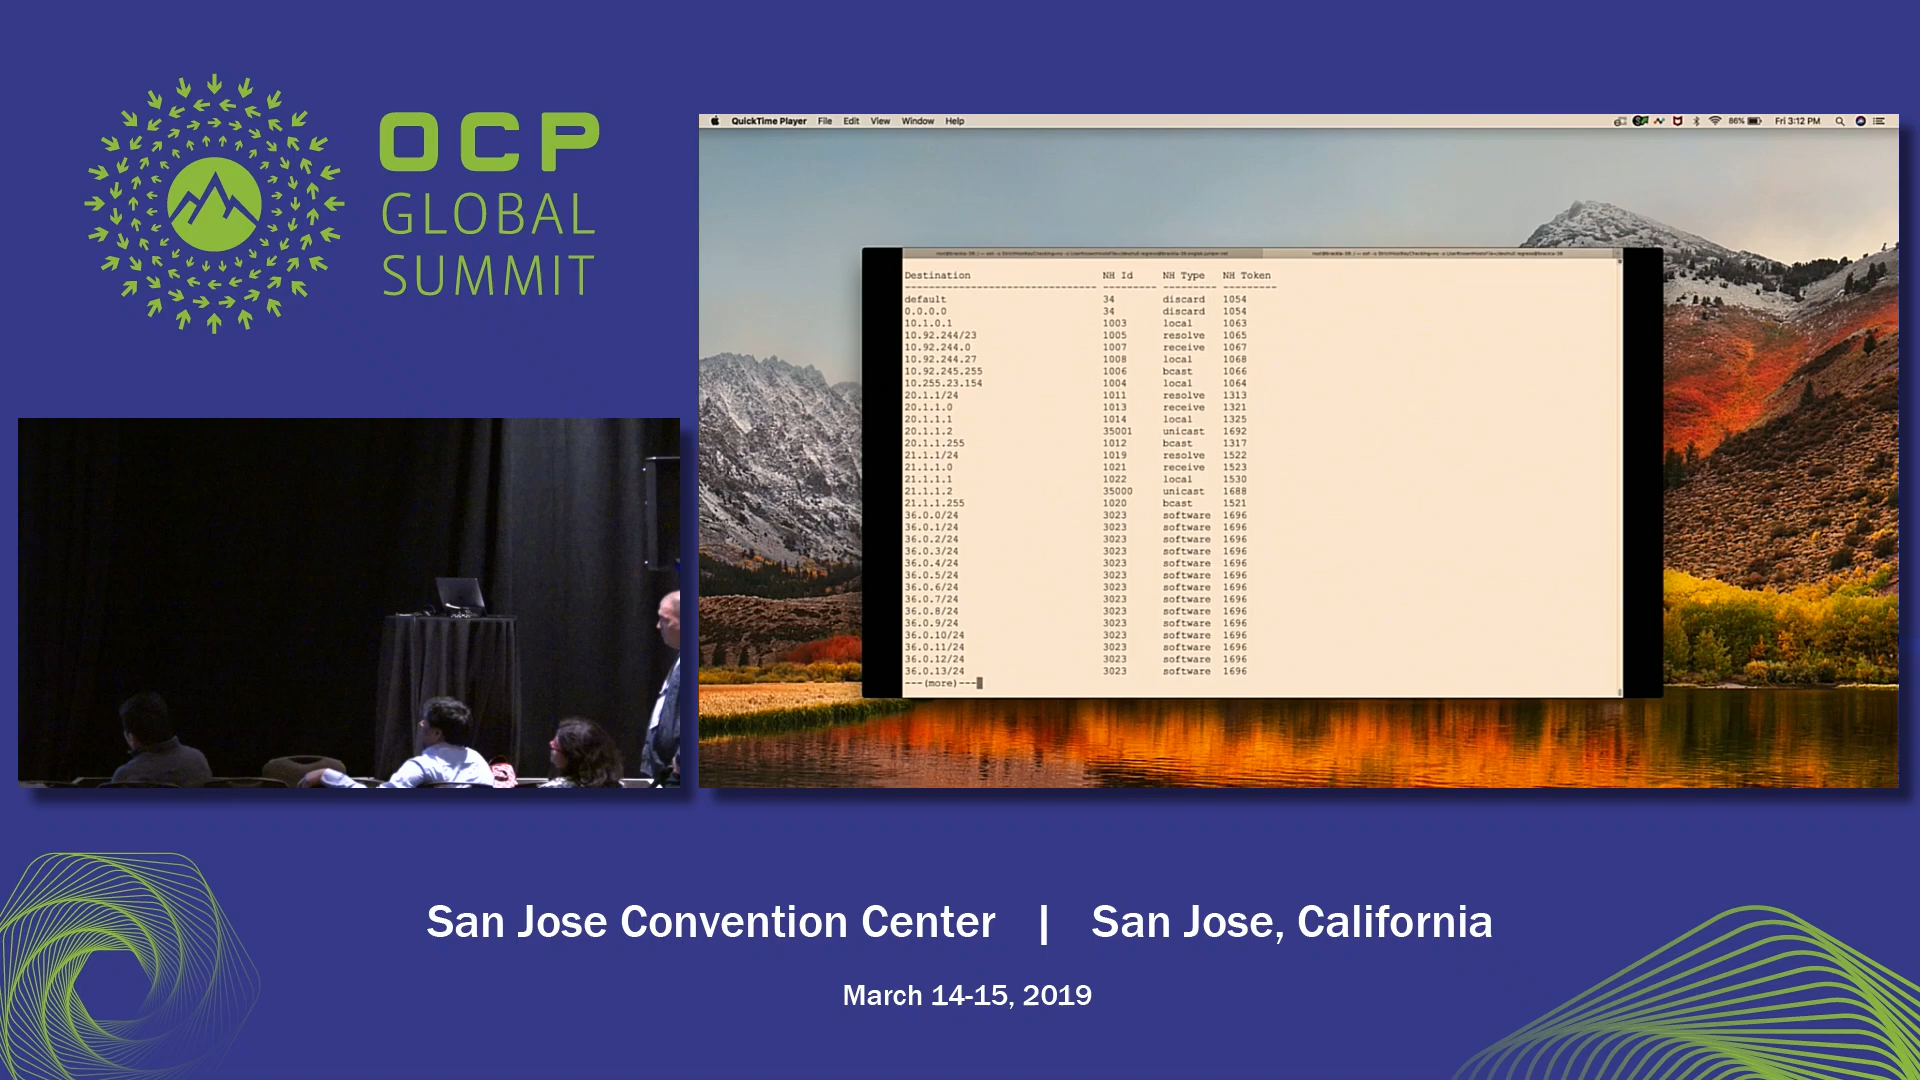 OCP
GLOBAL
SUMMIT
QuickTime Player File Edit View Window Help
86% Fri 3:12 PM
Destination NH Id NH Type NH Token
default 34 discard 1054
0.0.0.0 34 discard 1054
10.1.0.1 1003 local 1063
10.92.244/23 1005 resolve 1065
10.92.244.0 1007 receive 1067
10.92.244.27 1008 local 1068
10.92.245.255 1006 bcast 1066
10.255.23.154 1004 local 1064
20.1.1/24 1011 resolve 1313
20.1.1.0 1013 receive 1321
20.1.1.1 1014 local 1325
20.1.1.2 35001 unicast 1692
20.1.1.255 1012 bcast 1317
21.1.1/24 1019 resolve 1522
21.1.1.0 1021 receive 1523
21.1.1.1 1022 local 1530
21.1.1.2 35000 unicast 1688
21.1.1.255 1020 bcast 1521
36.0.0/24 3023 software 1696
36.0.1/24 3023 software 1696
36.0.2/24 3023 software 1696
36.0.3/24 3023 software 1696
36.0.4/24 3023 software 1696
36.0.5/24 3023 software 1696
36.0.6/24 3023 software 1696
36.0.7/24 3023 software 1696
36.0.8/24 3023 software 1696
36.0.9/24 3023 software 1696
36.0.10/24 3023 software 1696
36.0.11/24 3023 software 1696
36.0.12/24 3023 software 1696
36.0.13/24 3023 software 1696
---(more)---
San Jose Convention Center | San Jose, California
March 14-15, 2019